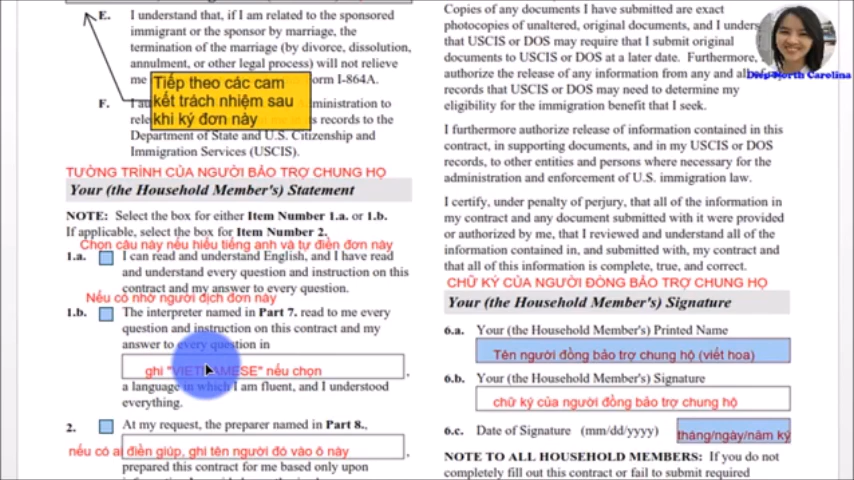 E. I understand that, if I am related to the sponsored
immigrant or the sponsor by marriage, the
termination of the marriage (by divorce, dissolution,
annulment, or other legal process) will not relieve
me
orm I-864A.
Tiếp theo các cam
kết trách nhiệm sau
khi ký đơn này
F. ministration to
its records to the
Department of State and U.S. Citizenship and
Immigration Services (USCIS).
TƯỜNG TRÌNH CỦA NGƯỜI BẢO TRỢ CHUNG HỌ
Your (the Household Member's) Statement
NOTE: Select the box for either Item Number 1.a. or 1.b.
If applicable, select the box for Item Number 2.
Chọn câu này nếu hiểu tiếng anh và tự điền đơn này
1.a. I can read and understand English, and I have read
and understand every question and instruction on this
contract and my answer to every question.
Nếu có nhờ người dịch đơn này
1.b. The interpreter named in Part 7. read to me every
question and instruction on this contract and my
answer to every question in
ghi "VIETNAMESE" nếu chọn ,
a language in which I am fluent, and I understood
everything.
2. At my request, the preparer named in Part 8.,
nếu có ai điền giúp, ghi tên người đó vào ô này ,
prepared this contract for me based only upon
Copies of any documents I have submitted are exact
photocopies of unaltered, original documents, and I unders
that USCIS or DOS may require that I submit original
documents to USCIS or DOS at a later date. Furthermore,
authorize the release of any information from any and all
records that USCIS or DOS may need to determine my
eligibility for the immigration benefit that I seek.
Diep North Carolina
I furthermore authorize release of information contained in this
contract, in supporting documents, and in my USCIS or DOS
records, to other entities and persons where necessary for the
administration and enforcement of U.S. immigration law.
I certify, under penalty of perjury, that all of the information in
my contract and any document submitted with it were provided
or authorized by me, that I reviewed and understand all of the
information contained in, and submitted with, my contract and
that all of this information is complete, true, and correct.
CHỮ KÝ CỦA NGƯỜI ĐỒNG BẢO TRỢ CHUNG HỘ
Your (the Household Member's) Signature
6.a. Your (the Household Member's) Printed Name
Tên người đồng bảo trợ chung hộ (viết hoa)
6.b. Your (the Household Member's) Signature
chữ ký của người đồng bảo trợ chung hộ
6.c. Date of Signature (mm/dd/yyyy) tháng/ngày/năm ký
NOTE TO ALL HOUSEHOLD MEMBERS: If you do not
completely fill out this contract or fail to submit required